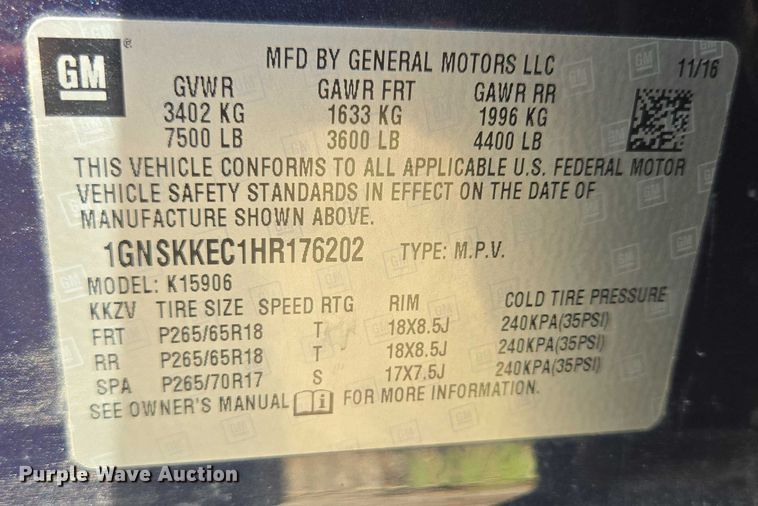 GM ®
MFD BY GENERAL MOTORS LLC
11/16
GVWR GAWR FRT GAWR RR
3402 KG 1633 KG 1996 KG
7500 LB 3600 LB 4400 LB
THIS VEHICLE CONFORMS TO ALL APPLICABLE U.S. FEDERAL MOTOR
VEHICLE SAFETY STANDARDS IN EFFECT ON THE DATE OF
MANUFACTURE SHOWN ABOVE.
1GNSKKEC1HR176202 TYPE: M.P.V.
MODEL: K15906
KKZV TIRE SIZE SPEED RTG RIM COLD TIRE PRESSURE
FRT P265/65R18 T 18X8.5J 240KPA(35PSI)
RR P265/65R18 T 18X8.5J 240KPA(35PSI)
SPA P265/70R17 S 17X7.5J 240KPA(35PSI)
SEE OWNER'S MANUAL i FOR MORE INFORMATION.
Purple Wave Auction